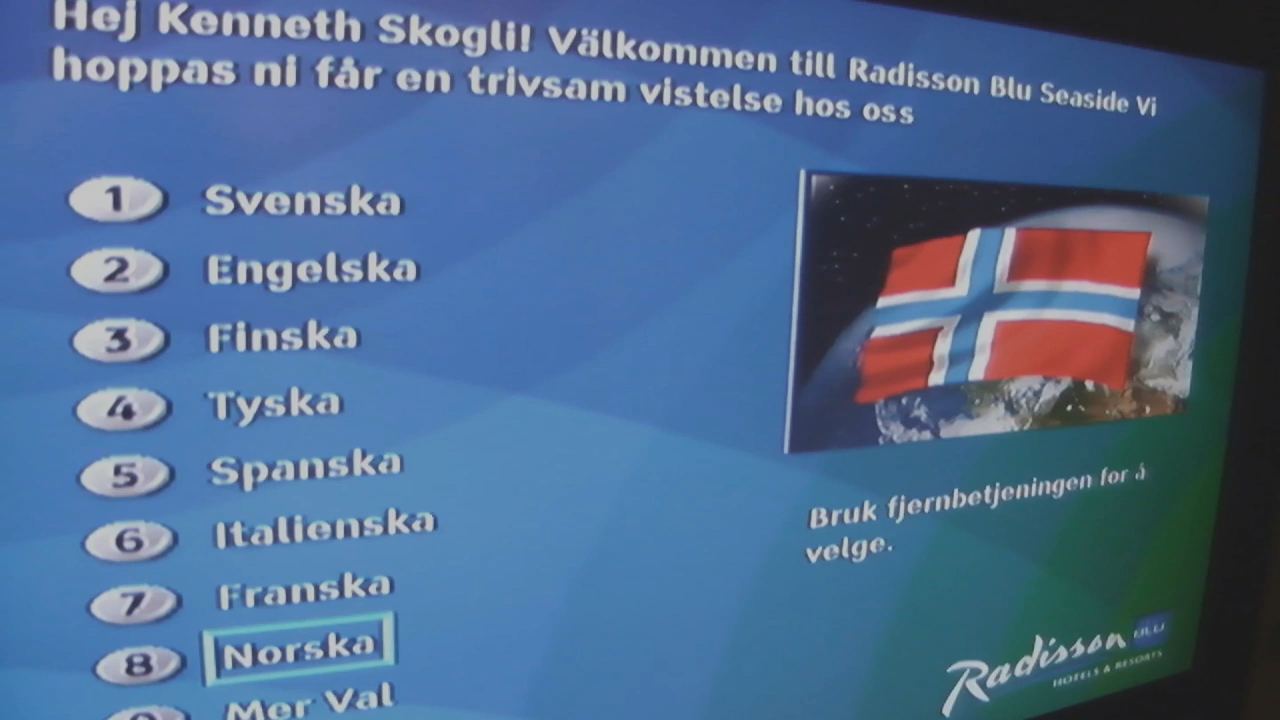 Hej Kenneth Skogli! Välkommen till Radisson Blu Seaside Vi
hoppas ni får en trivsam vistelse hos oss
1 Svenska
2 Engelska
3 Finska
4 Tyska
5 Spanska
6 Italienska
7 Franska
8 Norska
9 Mer Val
Bruk fjernbetjeningen for å
velge.
Radisson BLU
HOTELS & RESORTS